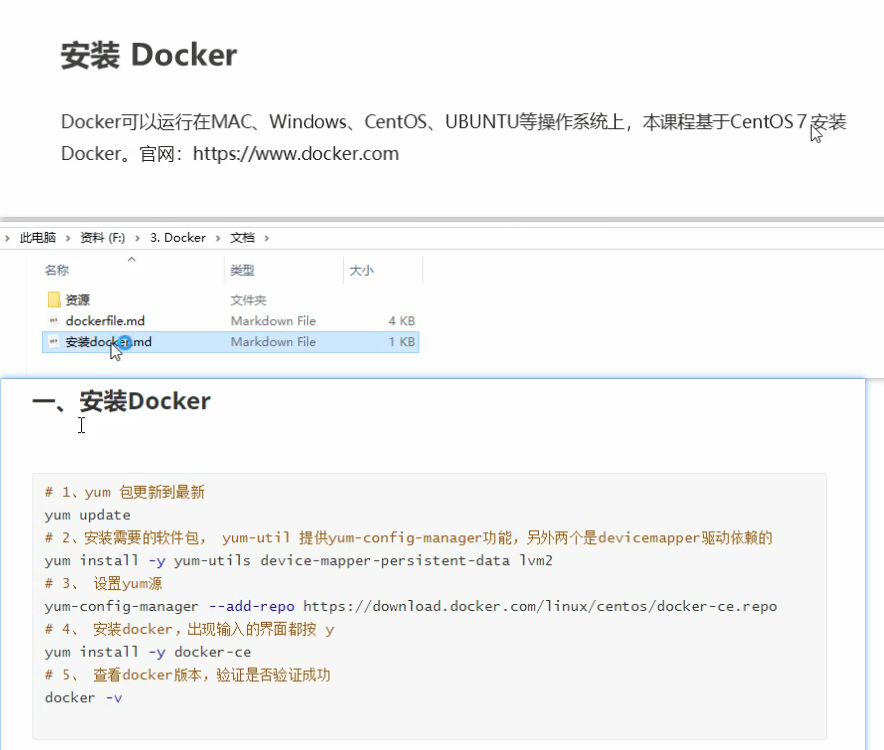 安装 Docker
Docker可以运行在MAC、Windows、CentOS、UBUNTU等操作系统上，本课程基于CentOS 7 安装
Docker。官网：https://www.docker.com
› 此电脑 › 资料 (F:) › 3. Docker › 文档 ›
名称 类型 大小
资源 文件夹
dockerfile.md Markdown File 4 KB
安装docker.md Markdown File 1 KB
一、安装Docker
# 1、yum 包更新到最新
yum update
# 2、安装需要的软件包， yum-util 提供yum-config-manager功能，另外两个是devicemapper驱动依赖的
yum install -y yum-utils device-mapper-persistent-data lvm2
# 3、 设置yum源
yum-config-manager --add-repo https://download.docker.com/linux/centos/docker-ce.repo
# 4、 安装docker，出现输入的界面都按 y
yum install -y docker-ce
# 5、 查看docker版本，验证是否验证成功
docker -v